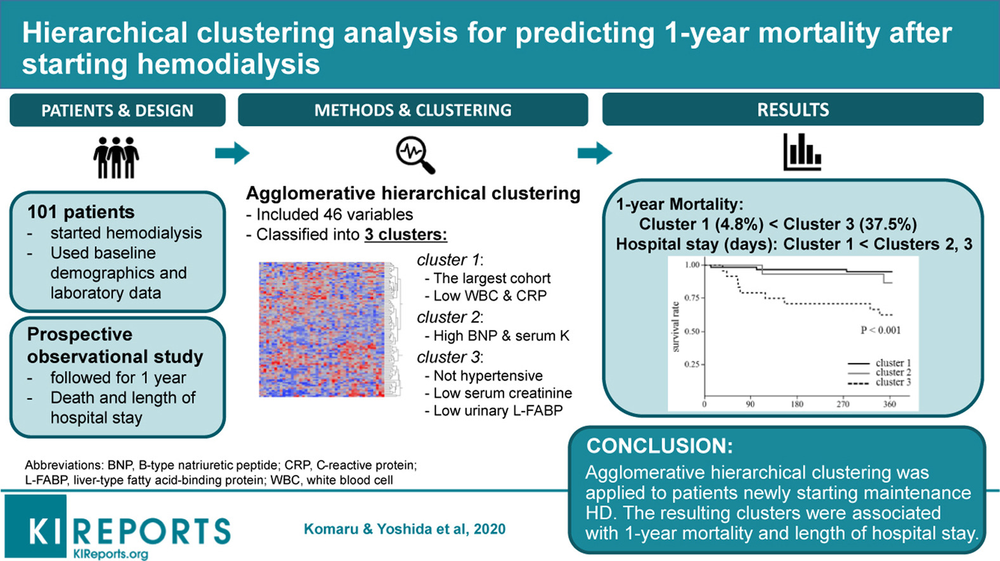 Hierarchical clustering analysis for predicting 1-year mortality after
starting hemodialysis
PATIENTS & DESIGN
101 patients
- started hemodialysis
- Used baseline
demographics and
laboratory data
Prospective
observational study
- followed for 1 year
- Death and length of
hospital stay
METHODS & CLUSTERING
Agglomerative hierarchical clustering
- Included 46 variables
- Classified into 3 clusters:
cluster 1:
- The largest cohort
- Low WBC & CRP
cluster 2:
- High BNP & serum K
cluster 3:
- Not hypertensive
- Low serum creatinine
- Low urinary L-FABP
RESULTS
1-year Mortality:
Cluster 1 (4.8%) < Cluster 3 (37.5%)
Hospital stay (days): Cluster 1 < Clusters 2, 3
survival rate
1.00
0.75
0.50
0.25
P < 0.001
cluster 1
cluster 2
cluster 3
0 90 180 270 360
Abbreviations: BNP, B-type natriuretic peptide; CRP, C-reactive protein;
L-FABP, liver-type fatty acid-binding protein; WBC, white blood cell
CONCLUSION:
Agglomerative hierarchical clustering was
applied to patients newly starting maintenance
HD. The resulting clusters were associated
with 1-year mortality and length of hospital stay.
KI REPORTS
KIReports.org
Komaru & Yoshida et al, 2020